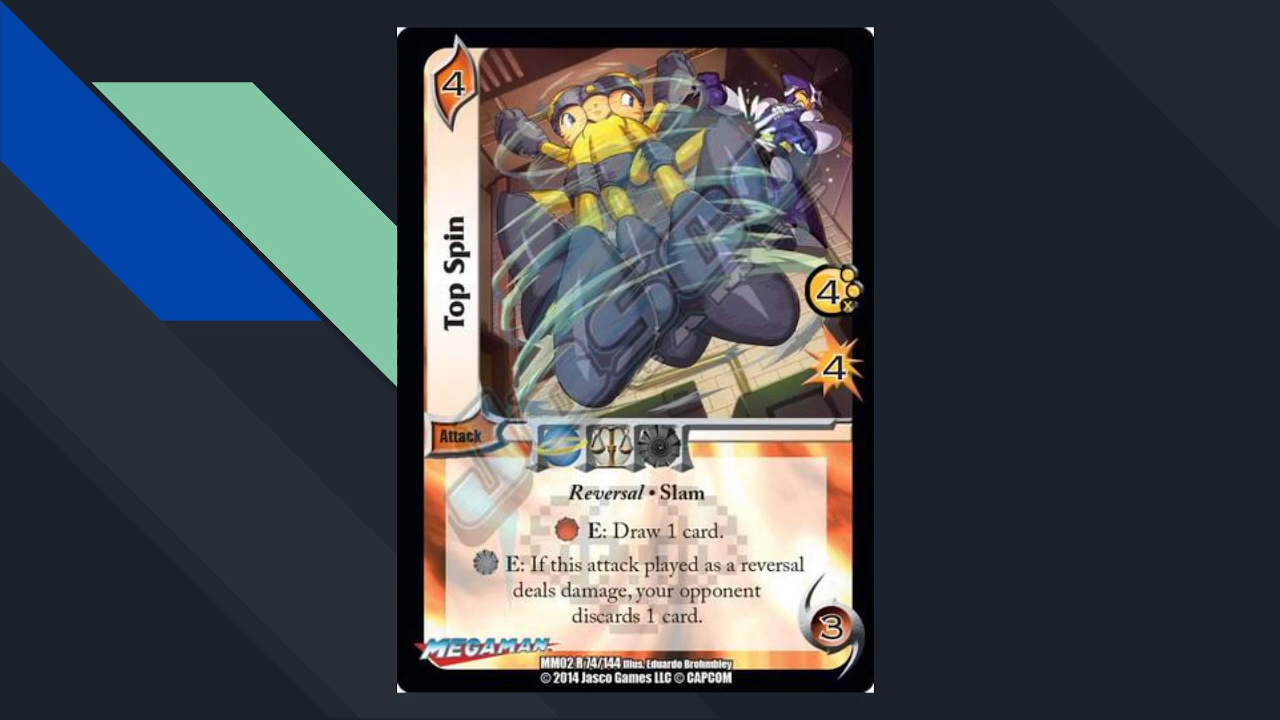 4
Top Spin
4
4
Attack
Reversal • Slam
E: Draw 1 card.
E: If this attack played as a reversal
deals damage, your opponent
discards 1 card.
3
MEGAMAN
MM02 R 74/144 Illus. Eduardo Brohmbley
© 2014 Jasco Games LLC © CAPCOM